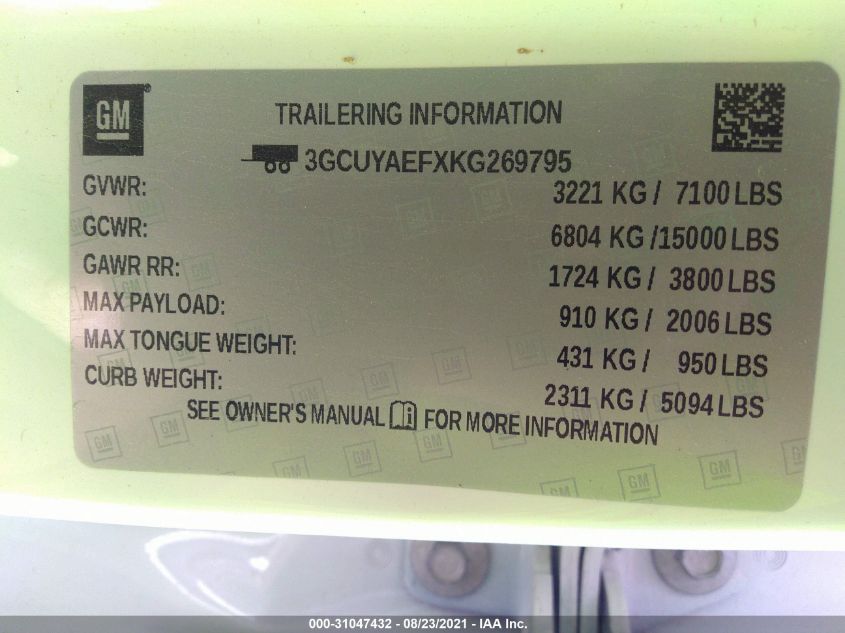 GM
TRAILERING INFORMATION
3GCUYAEFXKG269795
GVWR: 3221 KG / 7100 LBS
GCWR: 6804 KG /15000 LBS
GAWR RR: 1724 KG / 3800 LBS
MAX PAYLOAD: 910 KG / 2006 LBS
MAX TONGUE WEIGHT: 431 KG / 950 LBS
CURB WEIGHT: 2311 KG / 5094 LBS
SEE OWNER'S MANUAL FOR MORE INFORMATION
000-31047432 - 08/23/2021 - IAA Inc.